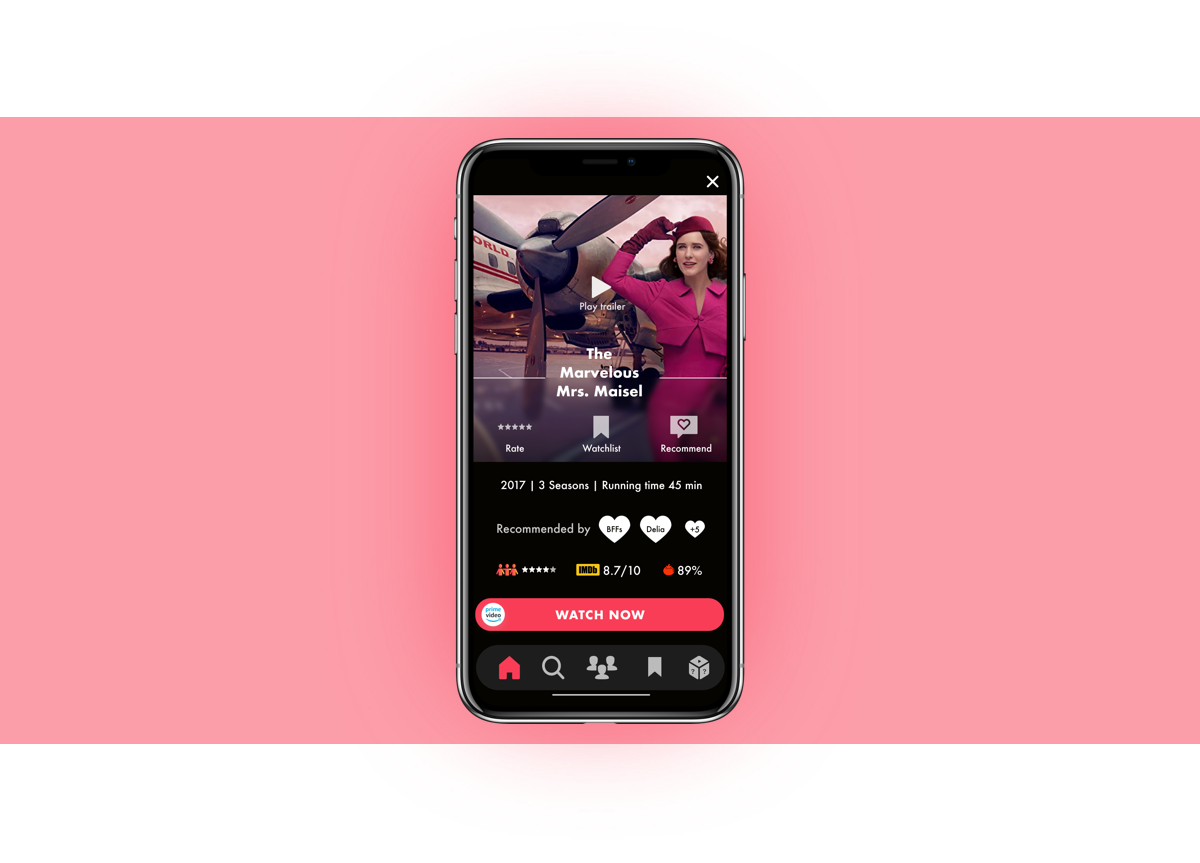 ORLD
Play trailer
The
Marvelous
Mrs. Maisel
Rate
Watchlist
Recommend
2017 | 3 Seasons | Running time 45 min
Recommended by
BFFs
Delia
+5
IMDb
8.7/10
89%
prime video
WATCH NOW
? ?